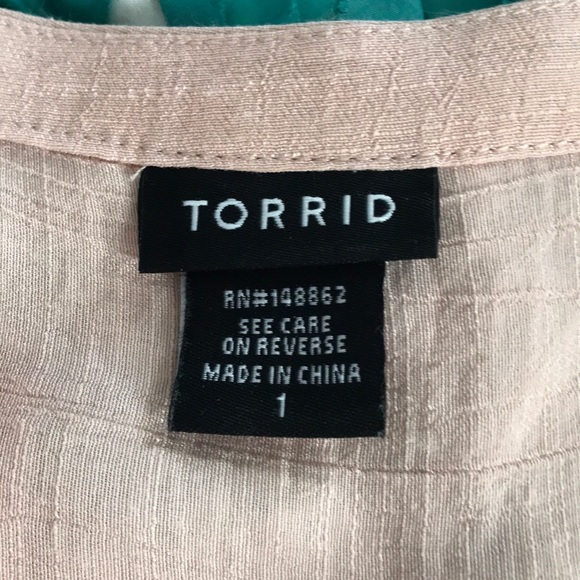 TORRID
RN#148862
SEE CARE
ON REVERSE
MADE IN CHINA
1